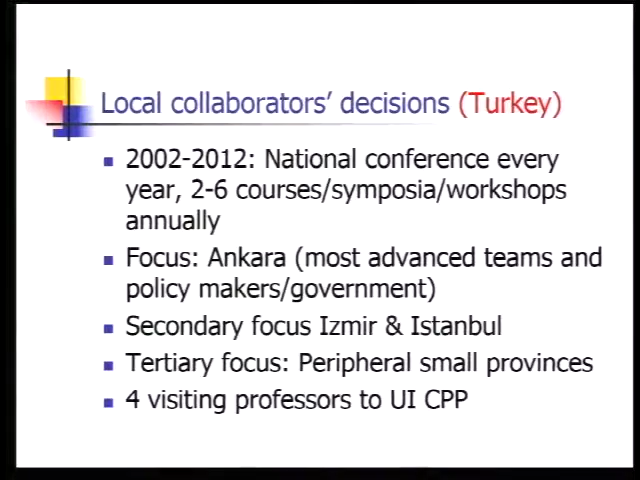 Local collaborators’ decisions (Turkey)
2002-2012: National conference every
year, 2-6 courses/symposia/workshops
annually
Focus: Ankara (most advanced teams and
policy makers/government)
Secondary focus Izmir & Istanbul
Tertiary focus: Peripheral small provinces
4 visiting professors to UI CPP